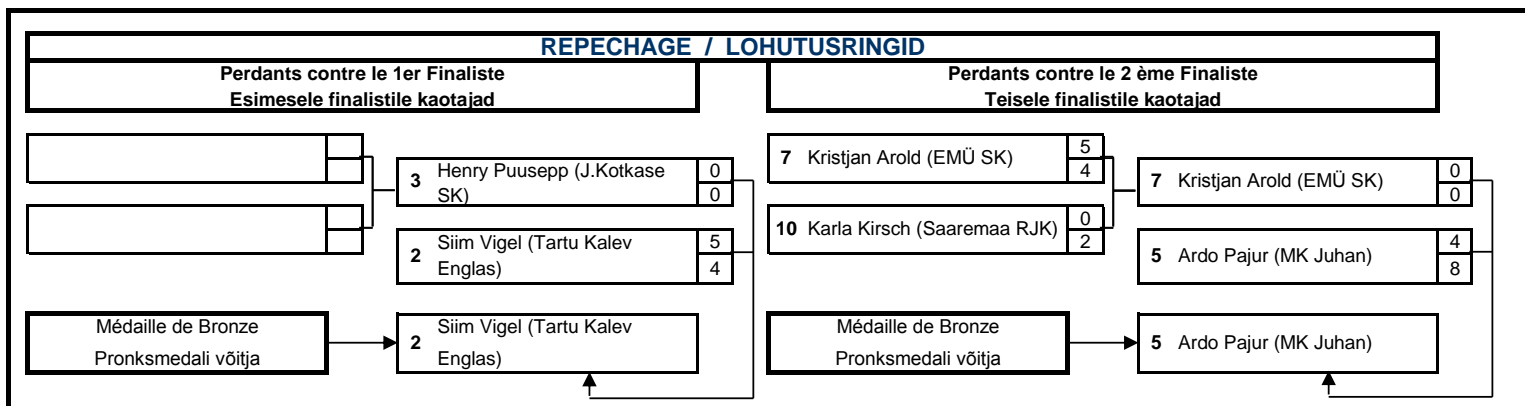 REPECHAGE / LOHUTUSRINGID
Perdants contre le 1er Finaliste
Esimesele finalistile kaotajad
Perdants contre le 2 ème Finaliste
Teisele finalistile kaotajad
3 Henry Puusepp (J.Kotkase SK) 0 0
2 Siim Vigel (Tartu Kalev Englas) 5 4
Médaille de Bronze
Pronksmedali võitja
2 Siim Vigel (Tartu Kalev Englas)
7 Kristjan Arold (EMÜ SK) 5 4
10 Karla Kirsch (Saaremaa RJK) 0 2
7 Kristjan Arold (EMÜ SK) 0 0
5 Ardo Pajur (MK Juhan) 4 8
Médaille de Bronze
Pronksmedali võitja
5 Ardo Pajur (MK Juhan)